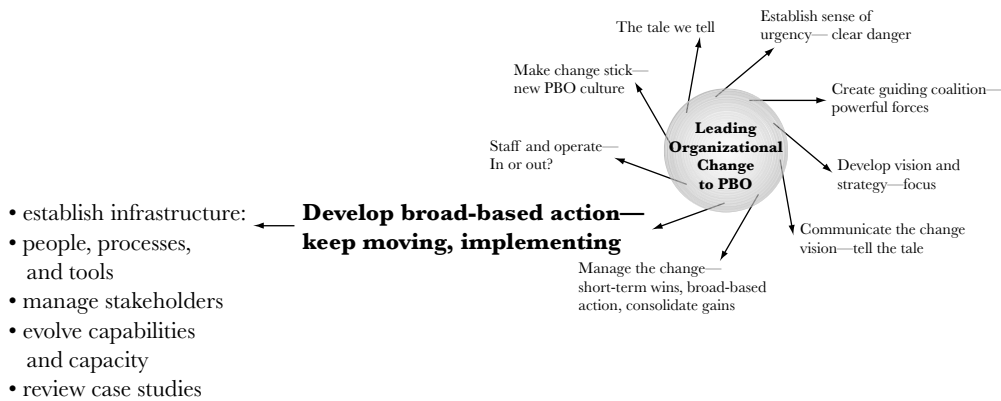 The tale we tell
Establish sense of
urgency— clear danger
Make change stick—
new PBO culture
Create guiding coalition—
powerful forces
Leading
Organizational
Change
to PBO
Staff and operate—
In or out?
Develop vision and
strategy—focus
• establish infrastructure:
• people, processes,
and tools
• manage stakeholders
• evolve capabilities
and capacity
• review case studies
Develop broad-based action—
keep moving, implementing
Communicate the change
vision—tell the tale
Manage the change—
short-term wins, broad-based
action, consolidate gains